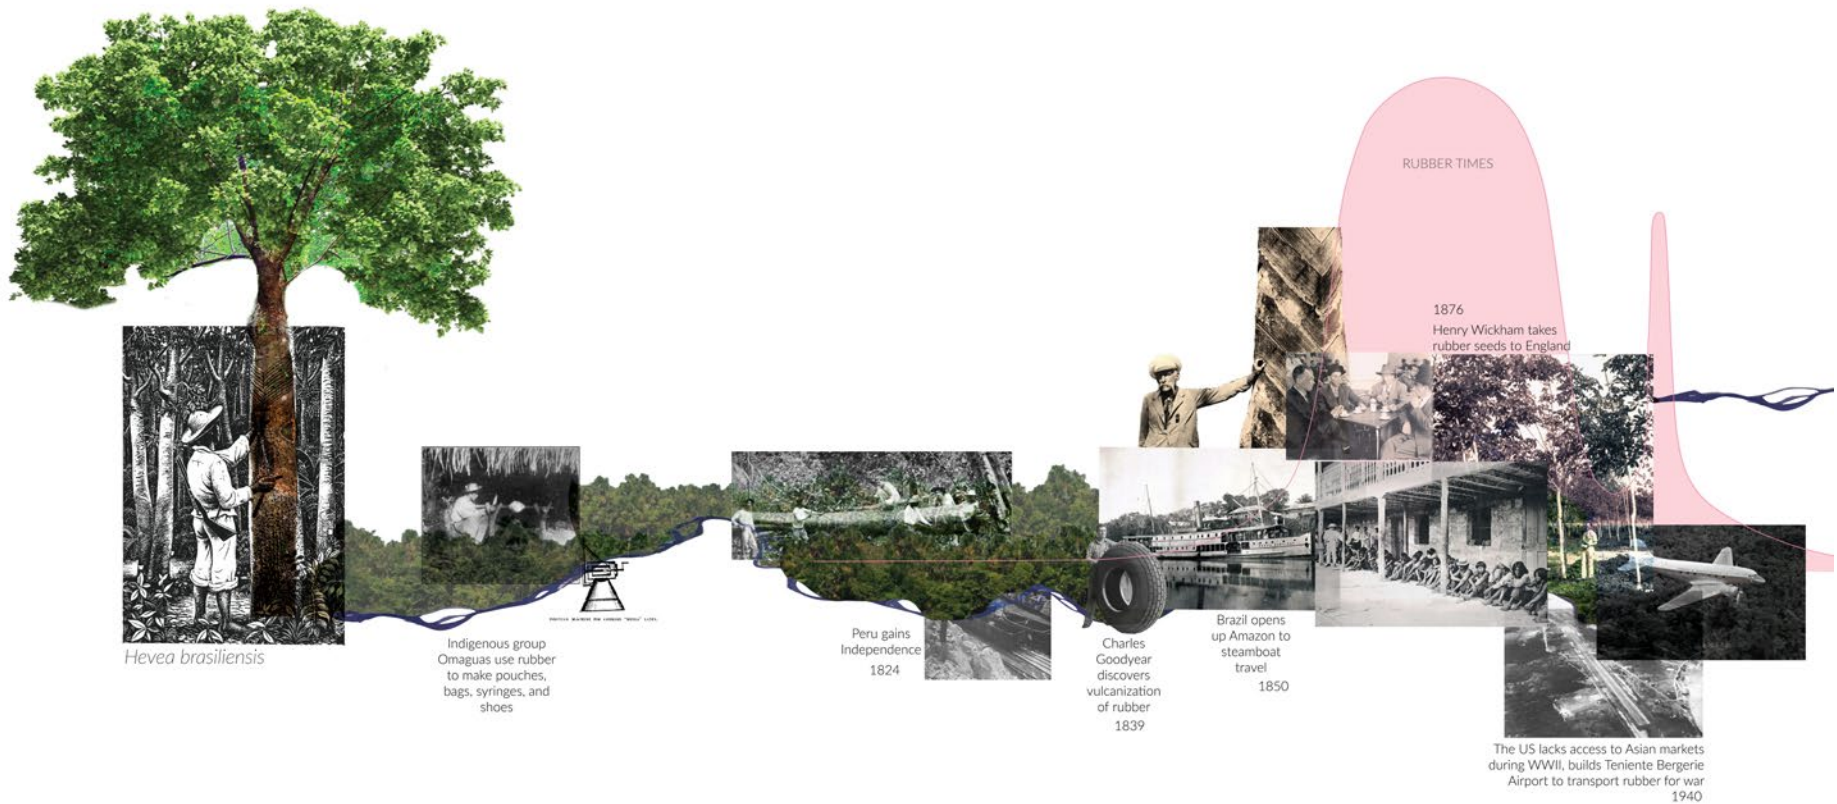 RUBBER TIMES
1876
Henry Wickham takes
rubber seeds to England
Hevea brasiliensis
Indigenous group
Omaguas use rubber
to make pouches,
bags, syringes, and
shoes
Peru gains
Independence
1824
Charles
Goodyear
discovers
vulcanization
of rubber
1839
Brazil opens
up Amazon to
steamboat
travel
1850
The US lacks access to Asian markets
during WWII, builds Teniente Bergerie
Airport to transport rubber for war
1940